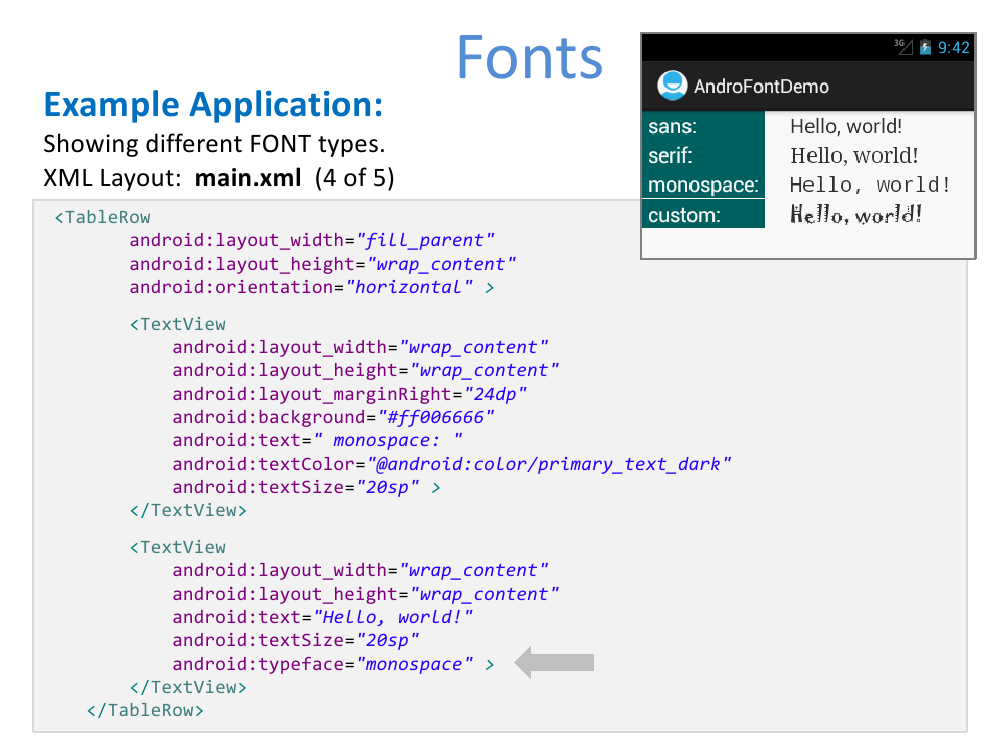 Fonts
Example Application:
Showing different FONT types.
XML Layout:  main.xml  (4 of 5)
3G 9:42
AndroFontDemo
sans: Hello, world!
serif: Hello, world!
monospace: Hello, world!
custom: Hello, world!
<TableRow
android:layout_width="fill_parent"
android:layout_height="wrap_content"
android:orientation="horizontal" >
<TextView
android:layout_width="wrap_content"
android:layout_height="wrap_content"
android:layout_marginRight="24dp"
android:background="#ff006666"
android:text=" monospace: "
android:textColor="@android:color/primary_text_dark"
android:textSize="20sp" >
</TextView>
<TextView
android:layout_width="wrap_content"
android:layout_height="wrap_content"
android:text="Hello, world!"
android:textSize="20sp"
android:typeface="monospace" >
</TextView>
</TableRow>